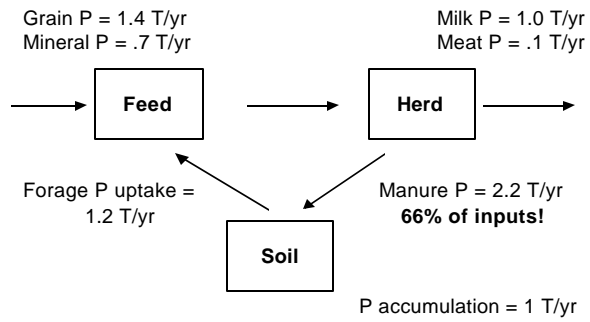 Grain P = 1.4 T/yr
Mineral P = .7 T/yr
Milk P = 1.0 T/yr
Meat P = .1 T/yr
Feed
Herd
Forage P uptake =
1.2 T/yr
Manure P = 2.2 T/yr
66% of inputs!
Soil
P accumulation = 1 T/yr